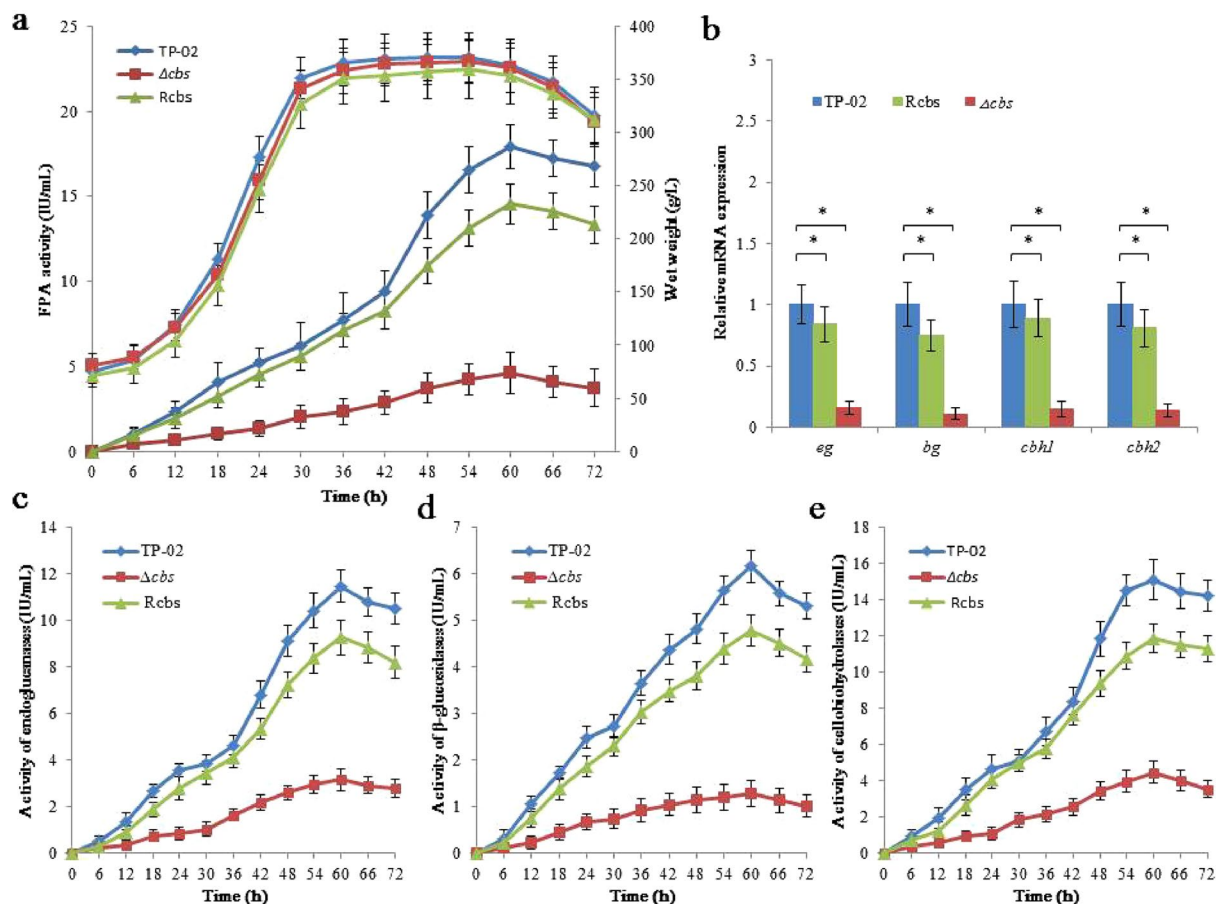 a
25
20
15
10
5
0
FPA activity (IU/mL)
TP-02
Δcbs
Rcbs
400
350
300
250
200
150
100
50
0
Wet weight (g/L)
0 6 12 18 24 30 36 42 48 54 60 66 72
Time (h)
b
TP-02 Rcbs Δcbs
3
2.5
2
1.5
1
0.5
0
Relative mRNA expression
* * * *
* * * *
eg bg cbh1 cbh2
c
14
12
10
8
6
4
2
0
Activity of endoglucanases (IU/mL)
TP-02
Δcbs
Rcbs
0 6 12 18 24 30 36 42 48 54 60 66 72
Time (h)
d
7
6
5
4
3
2
1
0
Activity of β-glucosidases (IU/mL)
TP-02
Δcbs
Rcbs
0 6 12 18 24 30 36 42 48 54 60 66 72
Time (h)
e
18
16
14
12
10
8
6
4
2
0
Activity of cellobiohydrolases (IU/mL)
TP-02
Δcbs
Rcbs
0 6 12 18 24 30 36 42 48 54 60 66 72
Time (h)